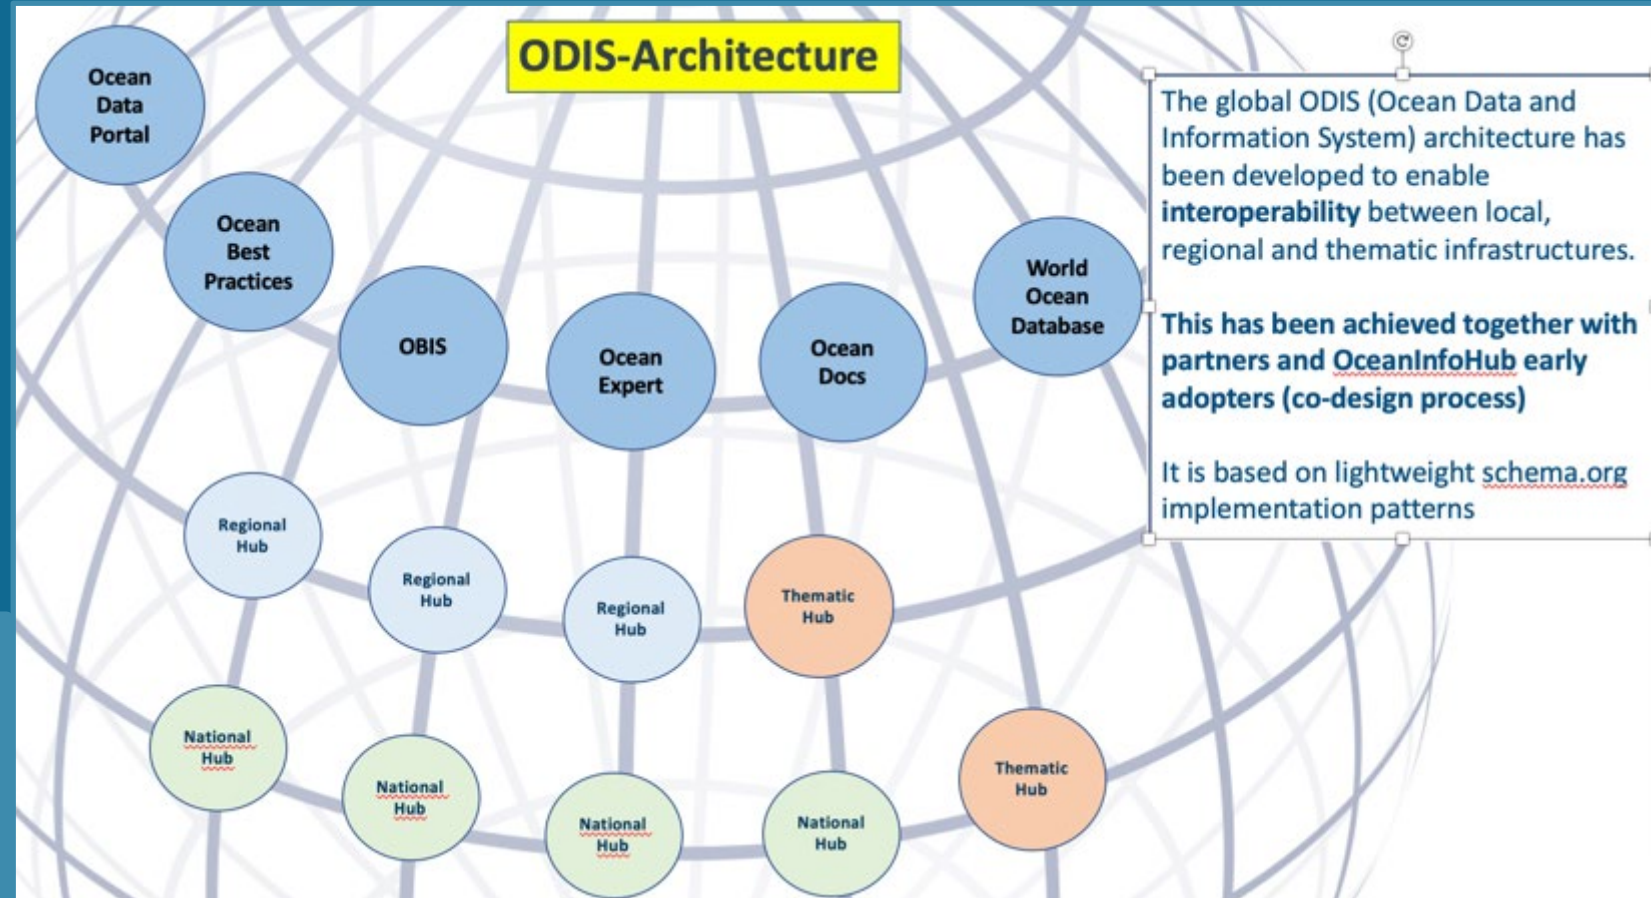 ODIS-Architecture
Ocean
Data
Portal
Ocean
Best
Practices
OBIS
Ocean
Expert
Ocean
Docs
World
Ocean
Database
The global ODIS (Ocean Data and
Information System) architecture has
been developed to enable
interoperability between local,
regional and thematic infrastructures.
This has been achieved together with
partners and OceanInfoHub early
adopters (co-design process)
It is based on lightweight schema.org
implementation patterns
Regional
Hub
Regional
Hub
Regional
Hub
Thematic
Hub
National
Hub
National
Hub
National
Hub
National
Hub
Thematic
Hub